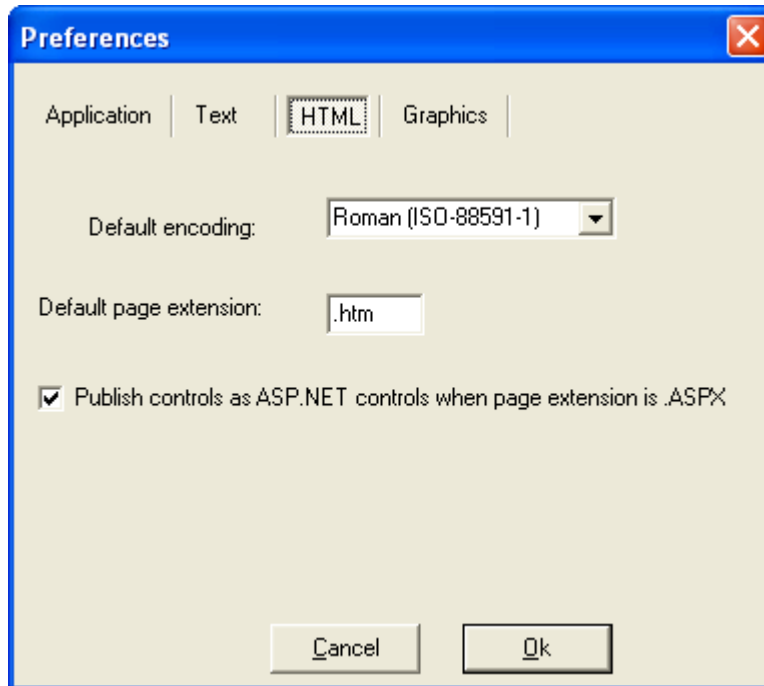 Preferences
Application Text HTML Graphics
Default encoding: Roman (ISO-88591-1)
Default page extension: .htm
Publish controls as ASP.NET controls when page extension is .ASPX
Cancel Ok